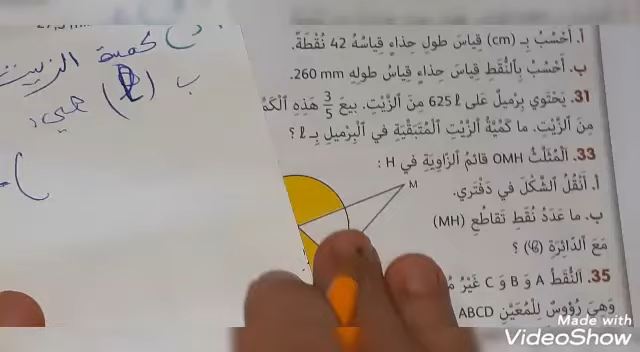 أ. أَحْسُبُ بِـ (cm) قِياسَ طولِ حِذاءٍ قِياسُهُ 42 نُقْطَةً.
ب. أَحْسُبُ بِالنُّقَطِ قِياسَ حِذاءٍ قِياسُ طولِهِ 260 mm.
31. يَحْتَوي بِرْميلٌ عَلى 625 ℓ مِنَ الزَّيْتِ. بيعَ 3/5 هَذِهِ
مِنَ الزَّيْتِ. ما كَمِّيَّةُ الزَّيْتِ الْمُتَبَقِّيَةِ في الْبِرْميلِ بِـ ℓ ؟
33. الْمُثَلَّثُ OMH قائِمُ الزّاوِيَةِ في H :
أ. أَنْقُلُ الشَّكْلَ في دَفْتَري.
ب. ما عَدَدُ نُقَطِ تَقاطُعِ (MH)
مَعَ الدّائِرَةِ (𝒞) ؟
35. النُّقَطُ A وَ B وَ C غَيْرُ
وَهِيَ رُؤوسٌ لِلْمُعَيَّنِ ABCD
M
كمية الزيت
ب (ℓ) هي:
Made with
VideoShow